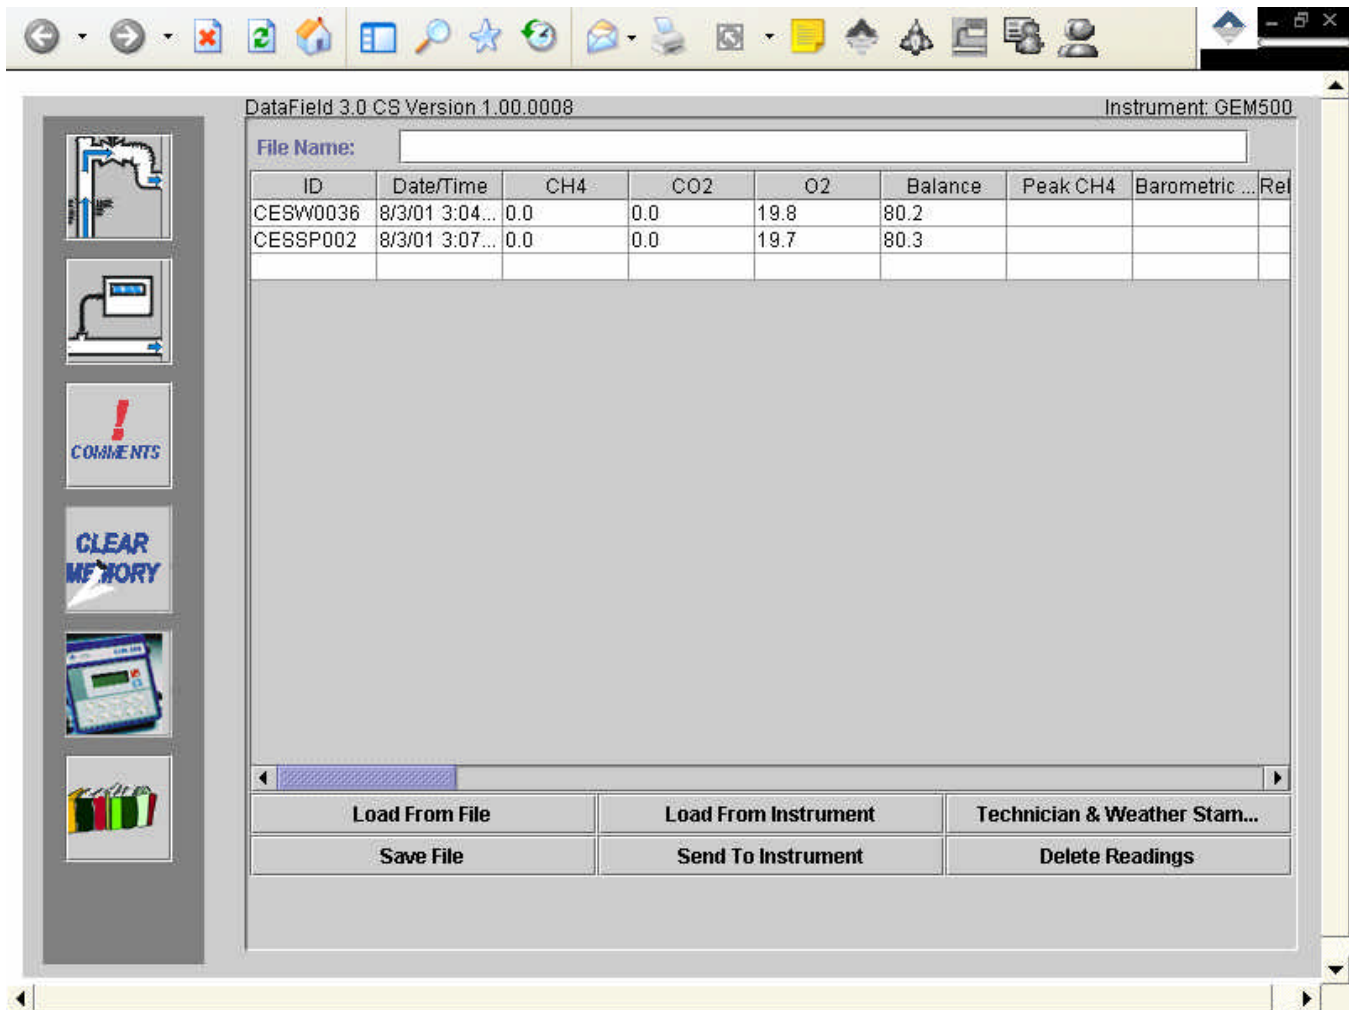 DataField 3.0 CS Version 1.00.0008 Instrument: GEM500
File Name:
ID Date/Time CH4 CO2 O2 Balance Peak CH4 Barometric ... Rel
CESW0036 8/3/01 3:04... 0.0 0.0 19.8 80.2
CESSP002 8/3/01 3:07... 0.0 0.0 19.7 80.3
COMMENTS
CLEAR
MEMORY
Load From File Load From Instrument Technician & Weather Stam...
Save File Send To Instrument Delete Readings